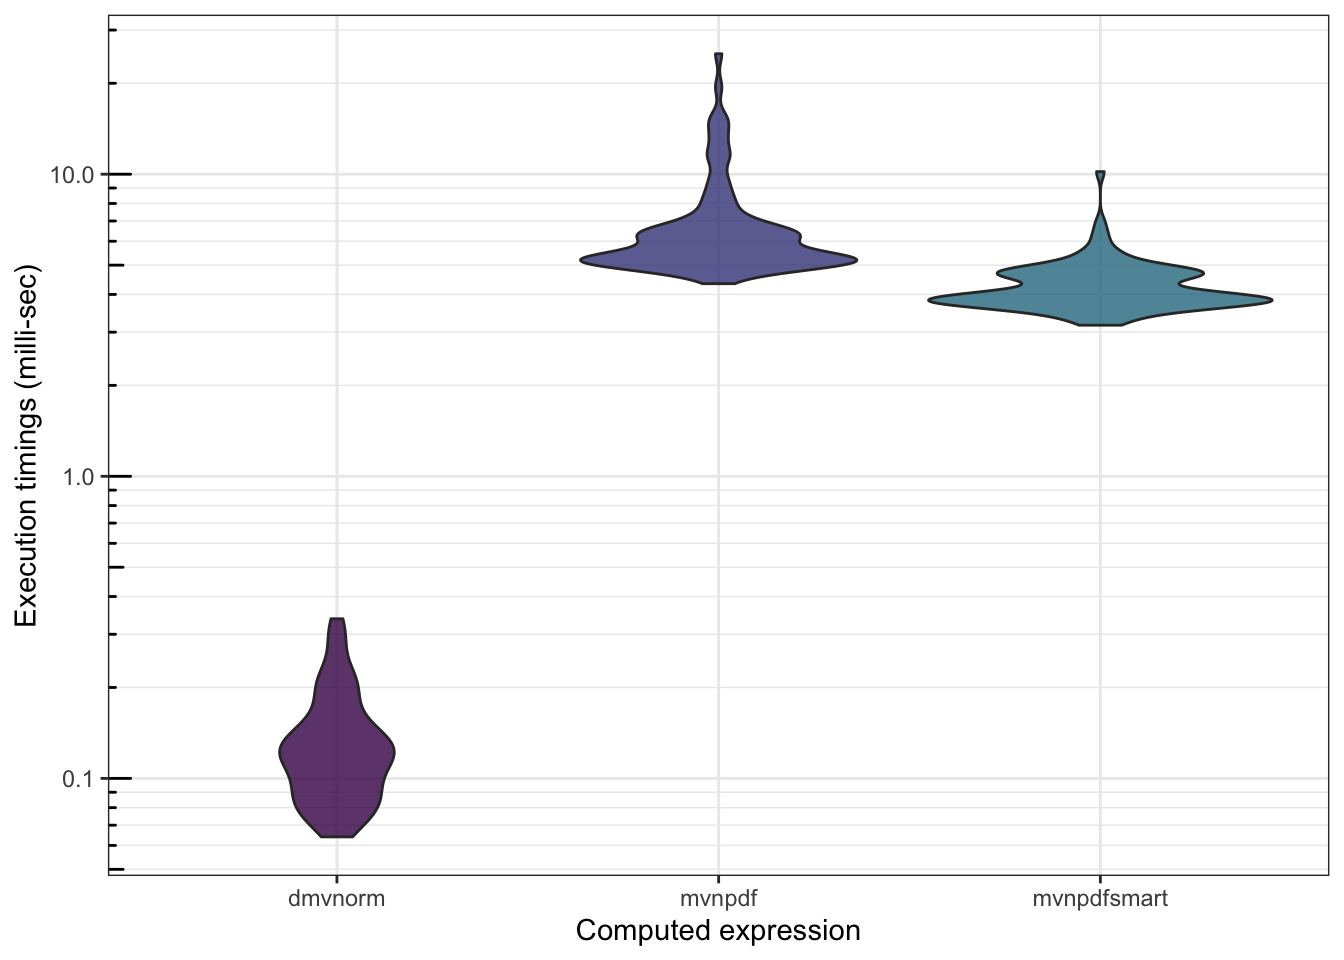 Execution timings (milli-sec)
10.0
1.0
0.1
dmvnorm mvnpdf mvnpdfsmart
Computed expression